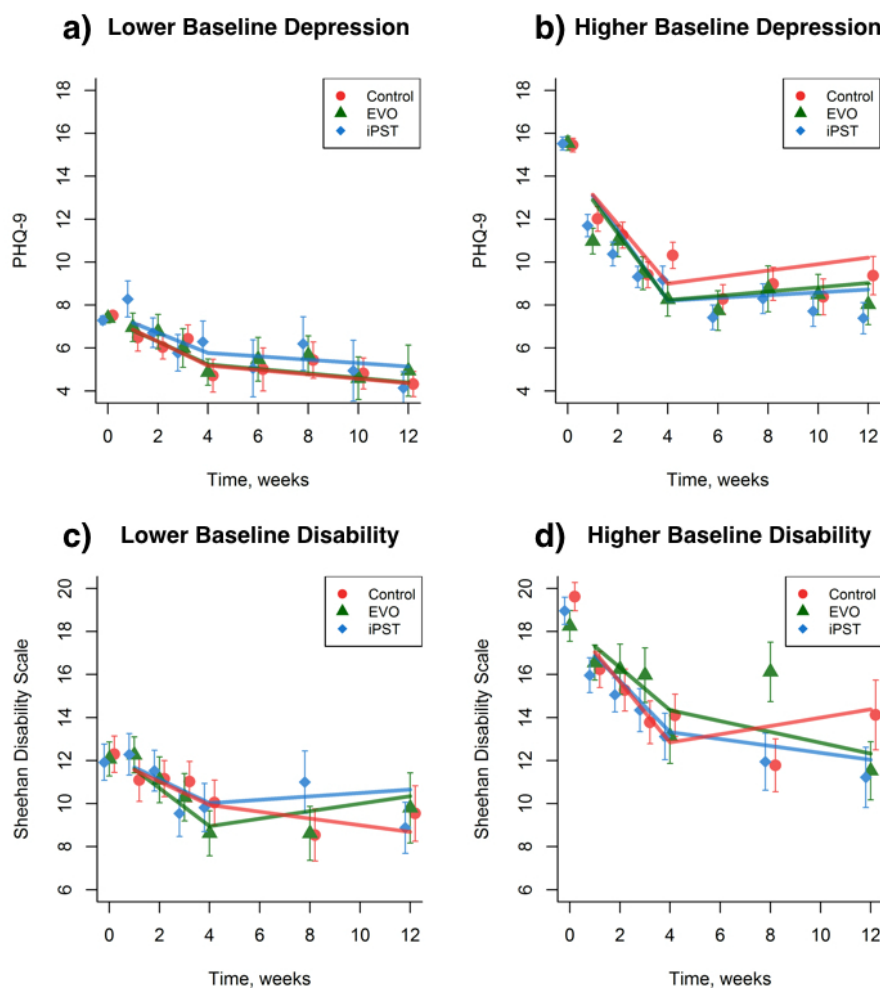 a) Lower Baseline Depression
PHQ-9
18
16
14
12
10
8
6
4
Control
EVO
iPST
0 2 4 6 8 10 12
Time, weeks
b) Higher Baseline Depression
PHQ-9
18
16
14
12
10
8
6
4
Control
EVO
iPST
0 2 4 6 8 10 12
Time, weeks
c) Lower Baseline Disability
Sheehan Disability Scale
20
18
16
14
12
10
8
6
Control
EVO
iPST
0 2 4 6 8 10 12
Time, weeks
d) Higher Baseline Disability
Sheehan Disability Scale
20
18
16
14
12
10
8
6
Control
EVO
iPST
0 2 4 6 8 10 12
Time, weeks